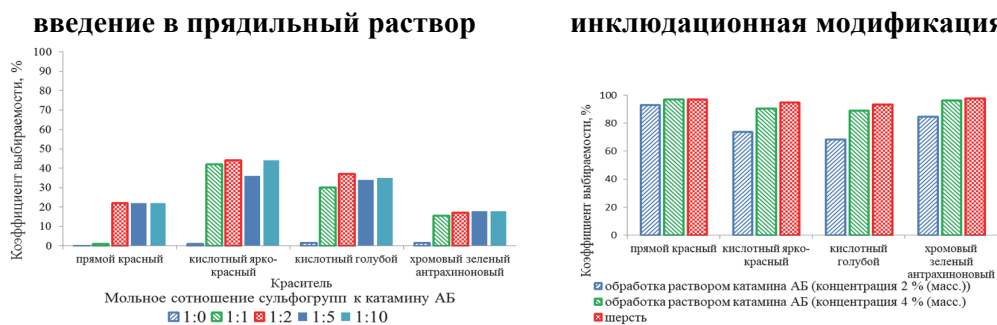 введение в прядильный раствор
Коэффициент выбираемости, %
100
90
80
70
60
50
40
30
20
10
0
прямой красный
кислотный ярко-
красный
кислотный голубой
хромовый зеленый
антрахиноновый
Краситель
Мольное сотношение сульфогрупп к катамину АБ
1:0 1:1 1:2 1:5 1:10
инклюдационная модификация
Коэффициент выбираемости, %
100
80
60
40
20
0
прямой красный
кислотный ярко-
красный
кислотный
голубой
хромовый
зеленый
антрахиноновый
обработка раствором катамина АБ (концентрация 2 % (масс.))
обработка раствором катамина АБ (концентрация 4 % (масс.)
шерсть